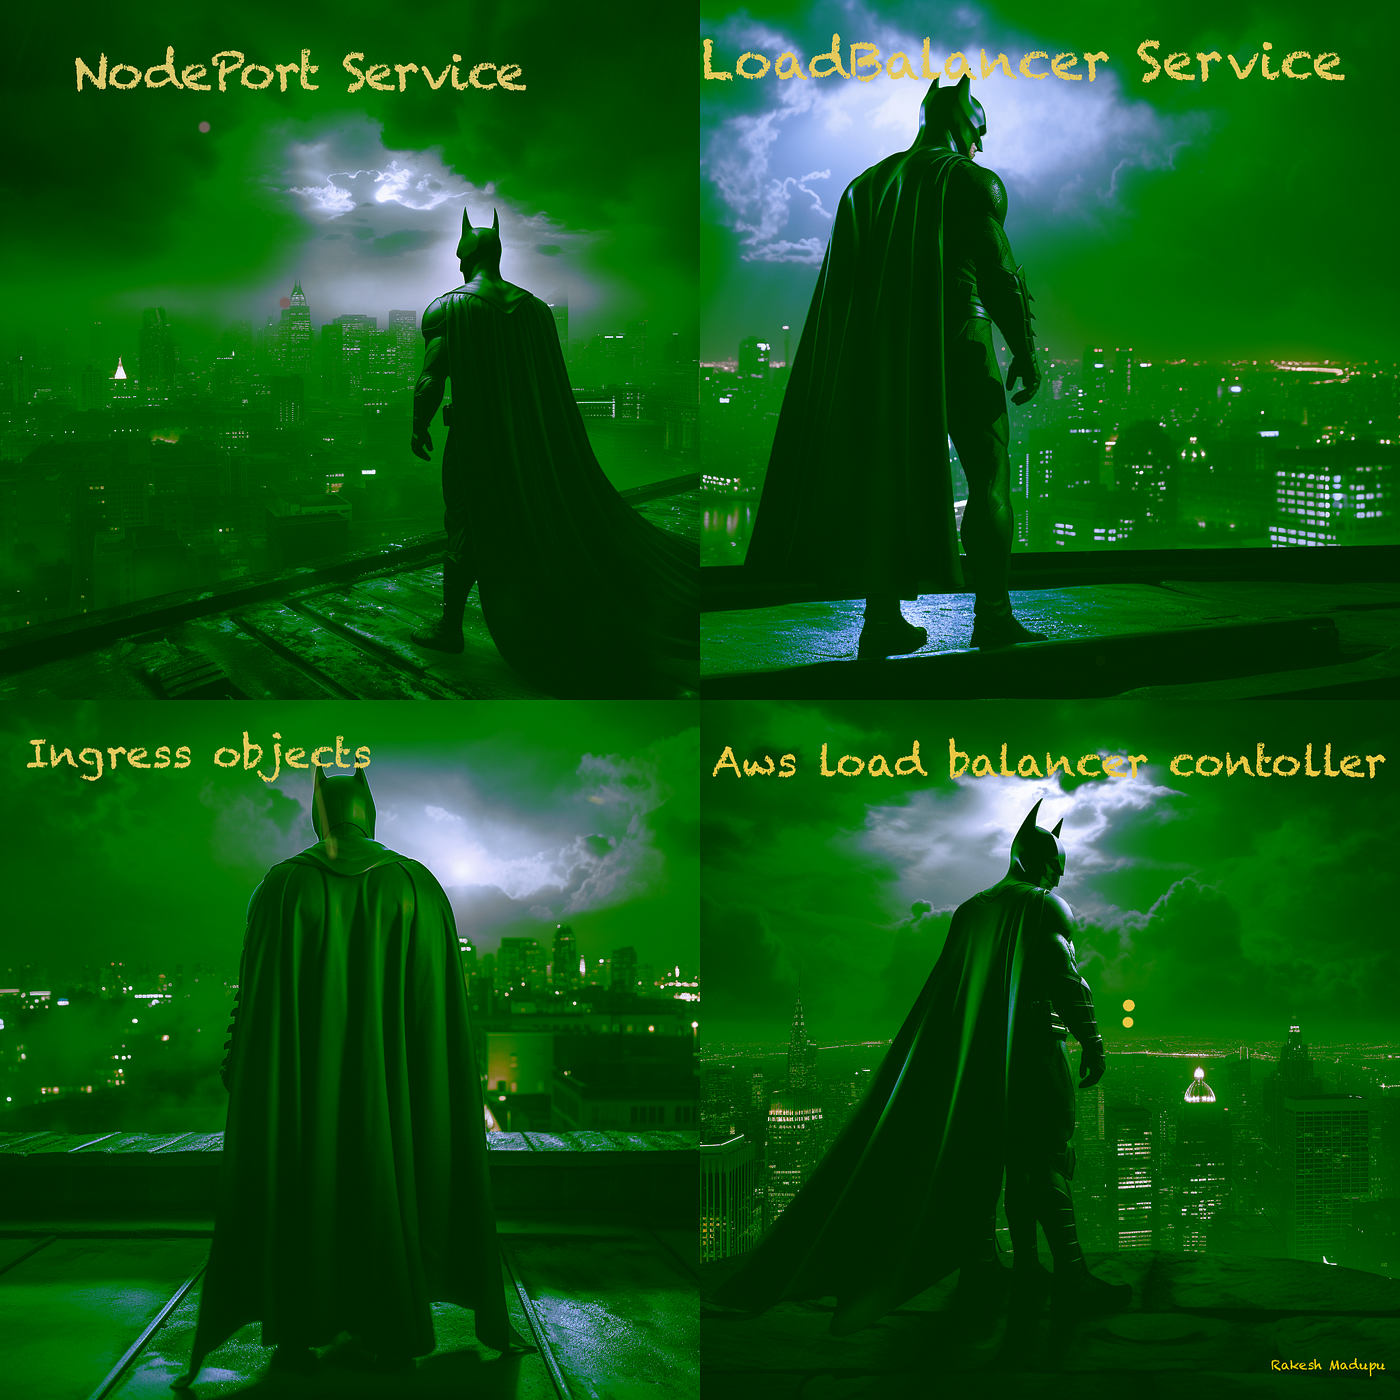 NodePort Service
LoadBalancer Service
Ingress objects
Aws load balancer contoller
Rakesh Madupu